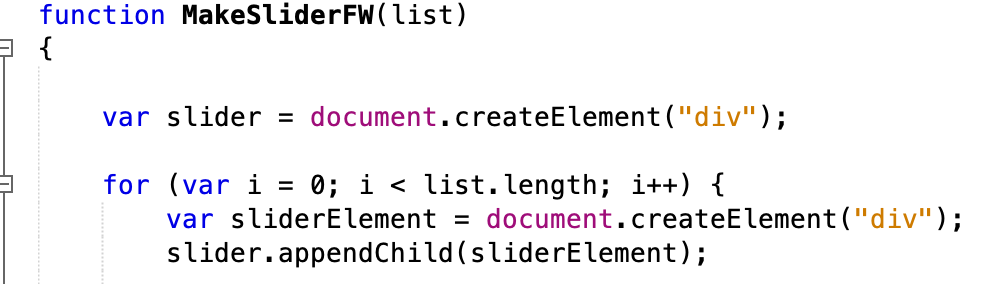 function MakeSliderFW(list)
{
var slider = document.createElement("div");
for (var i = 0; i < list.length; i++) {
var sliderElement = document.createElement("div");
slider.appendChild(sliderElement);